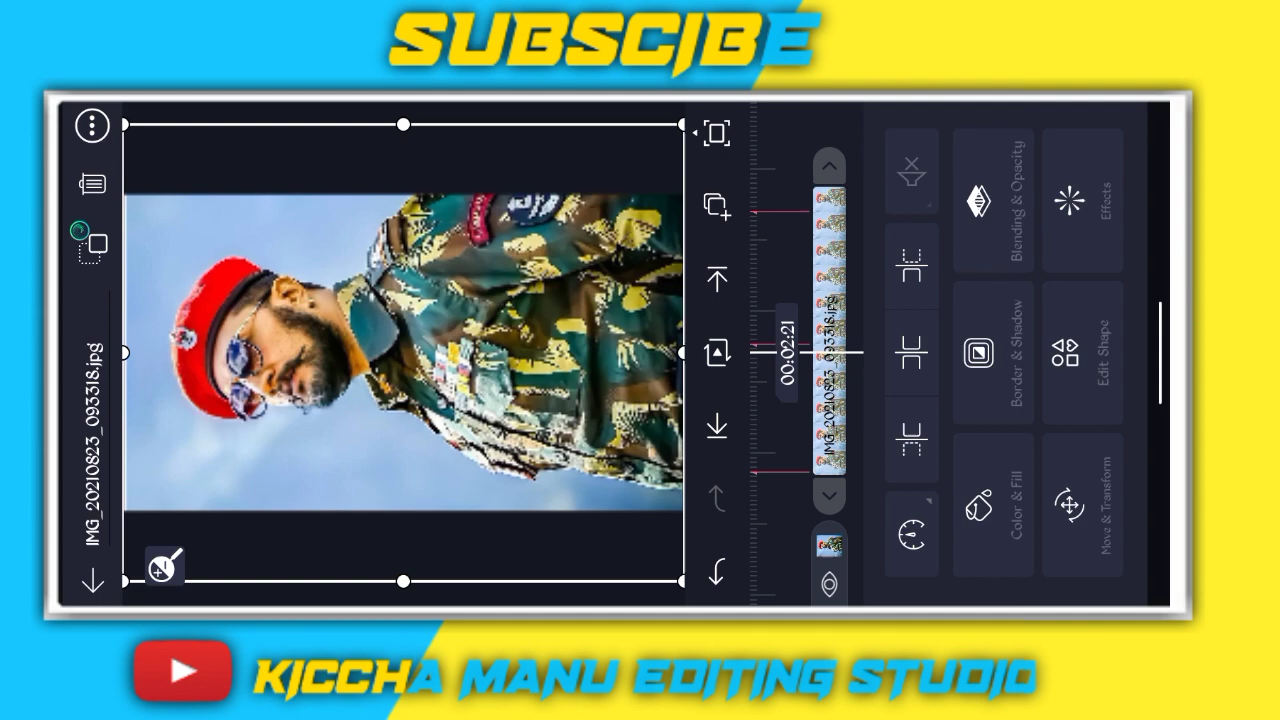 SUBSCIBE
IMG_20210823_093318.jpg
00:02:21
IMG_20210823_093318.jpg
Blending & Opacity
Effects
Border & Shadow
Edit Shape
Color & Fill
Move & Transform
KICCHA MANU EDITING STUDIO